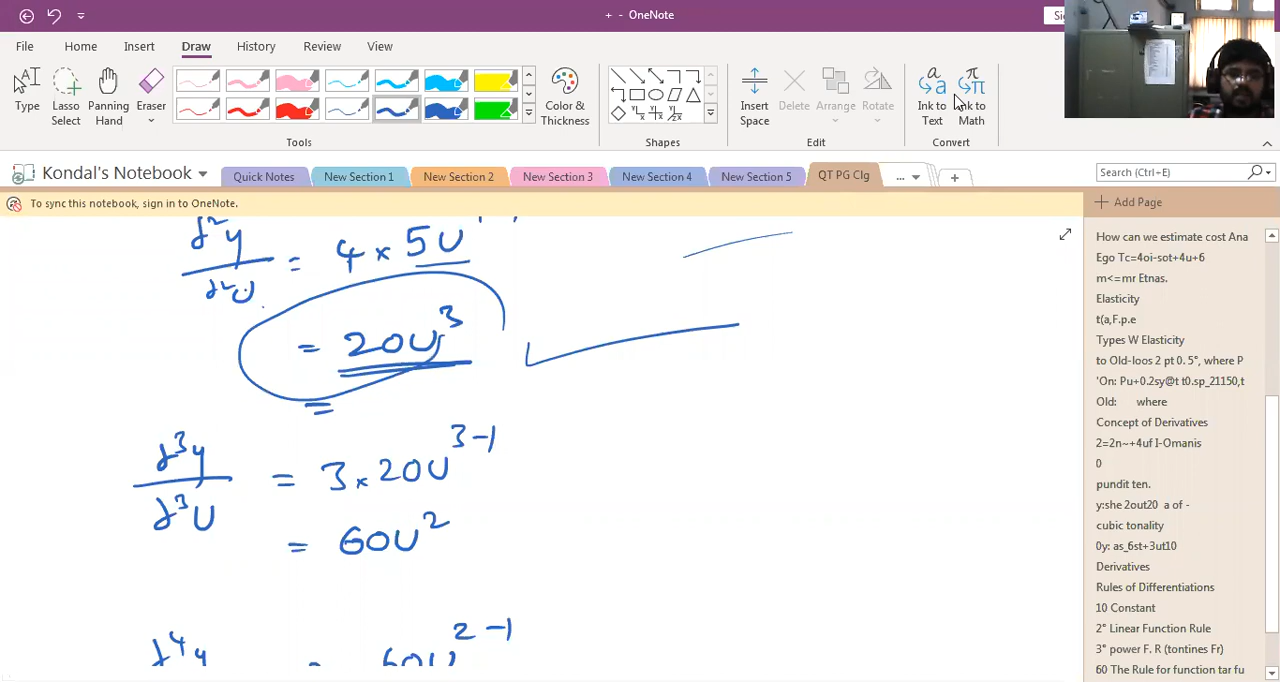 + - OneNote
File Home Insert Draw History Review View
Type
Lasso Select
Panning Hand
Eraser
Color & Thickness
Insert Space
Delete
Arrange
Rotate
Ink to Text
Ink to Math
Tools
Shapes
Edit
Convert
Kondal's Notebook
Quick Notes
New Section 1
New Section 2
New Section 3
New Section 4
New Section 5
QT PG Clg
...
Search (Ctrl+E)
To sync this notebook, sign in to OneNote.
Add Page
d²y/d²U = 4 × 5U
= 20U³
d³y/d³U = 3 × 20U³⁻¹
= 60U²
d⁴y = 60U²⁻¹
How can we estimate cost Ana
Ego Tc=4oi-sot+4u+6
m<=mr Etnas.
Elasticity
t(a,F.p.e
Types W Elasticity
to Old-loos 2 pt 0. 5°, where P
'On: Pu+0.2sy@t t0.sp_21150,t
Old: where
Concept of Derivatives
2=2n~+4uf I-Omanis
0
pundit ten.
y:she 2out20 a of -
cubic tonality
0y: as_6st+3ut10
Derivatives
Rules of Differentiations
10 Constant
2° Linear Function Rule
3° power F. R (tontines Fr)
60 The Rule for function tar fu